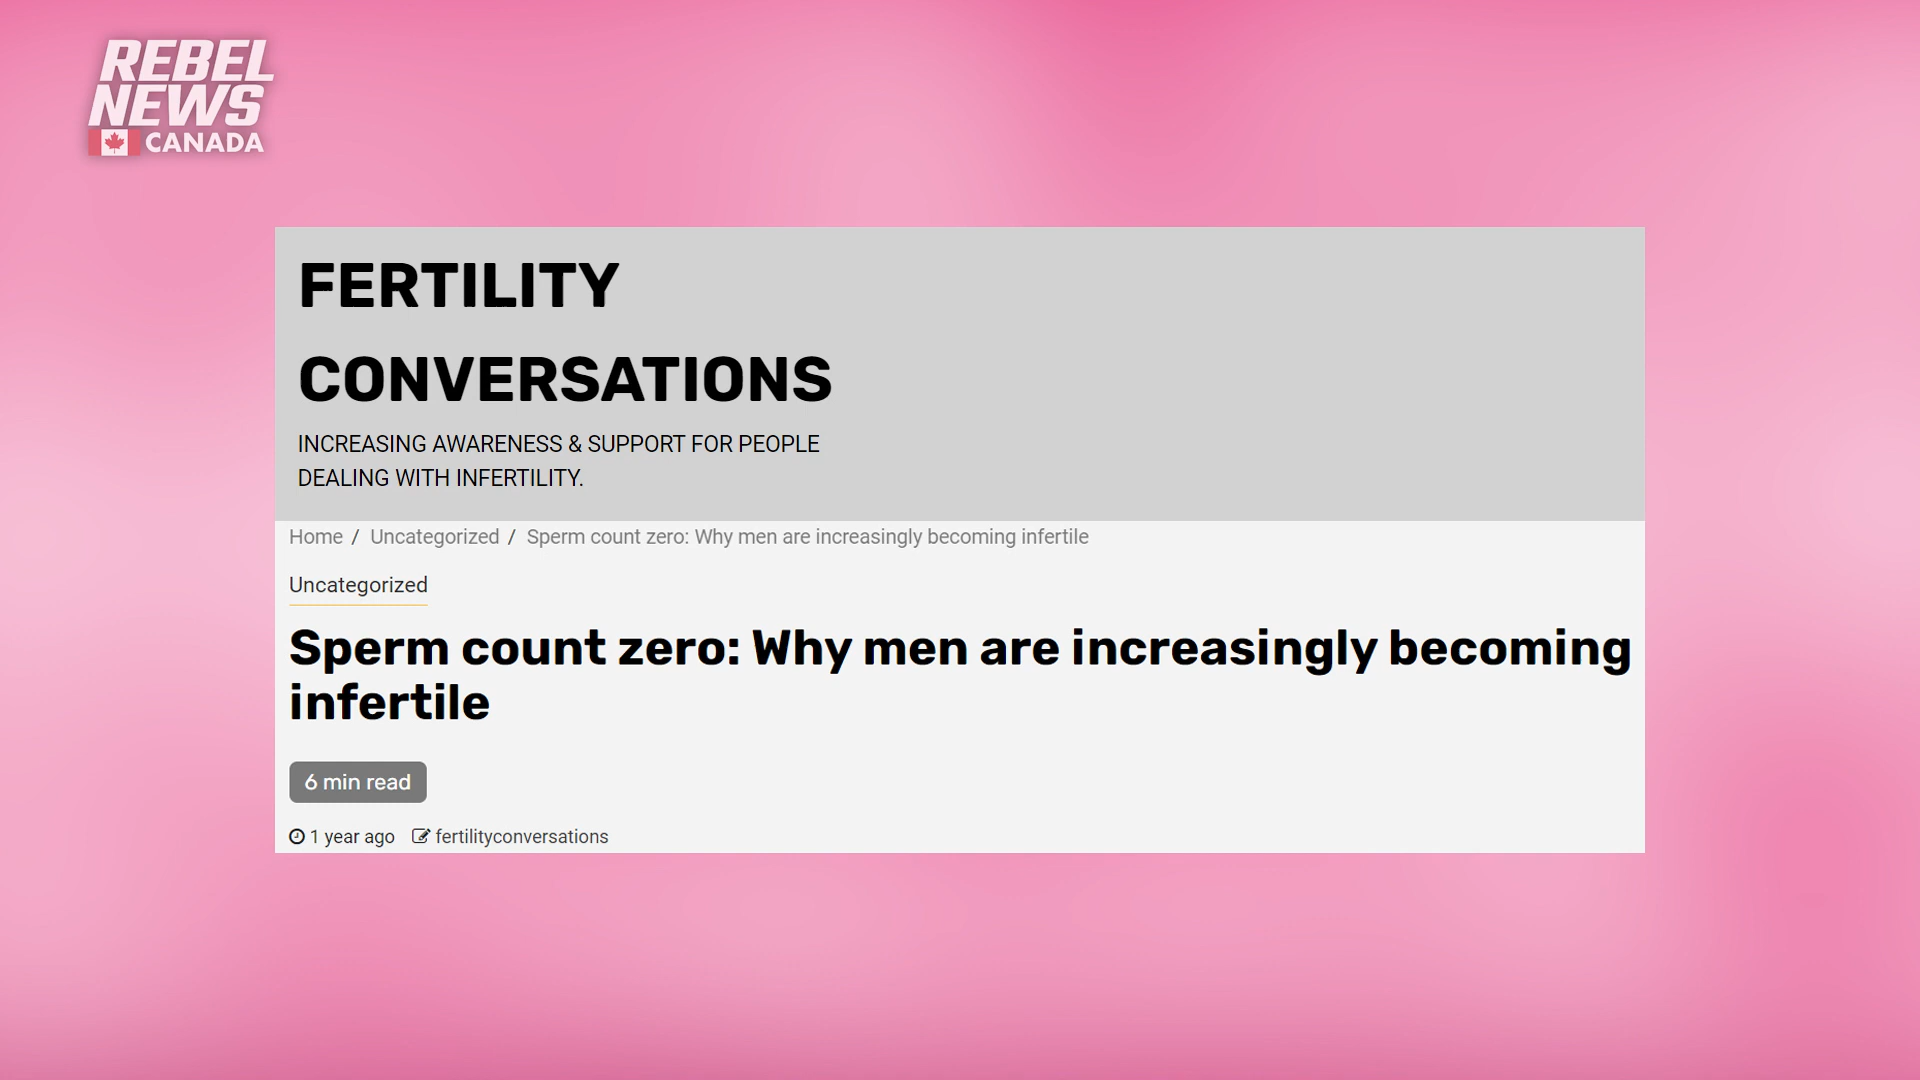 REBEL
NEWS
CANADA
FERTILITY
CONVERSATIONS
INCREASING AWARENESS & SUPPORT FOR PEOPLE
DEALING WITH INFERTILITY.
Home / Uncategorized / Sperm count zero: Why men are increasingly becoming infertile
Uncategorized
Sperm count zero: Why men are increasingly becoming
infertile
6 min read
1 year ago fertilityconversations